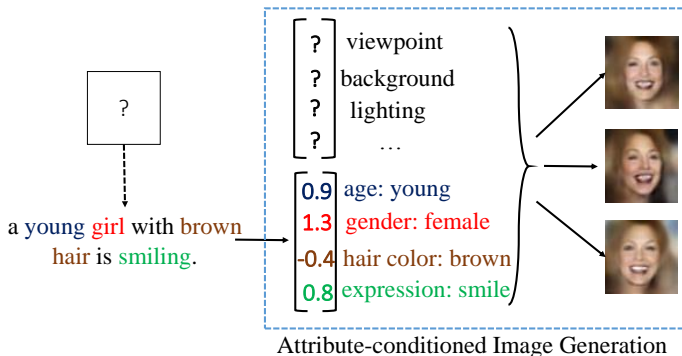 ?
a young girl with brown
hair is smiling.
? viewpoint
? background
? lighting
? ...
0.9 age: young
1.3 gender: female
-0.4 hair color: brown
0.8 expression: smile
Attribute-conditioned Image Generation